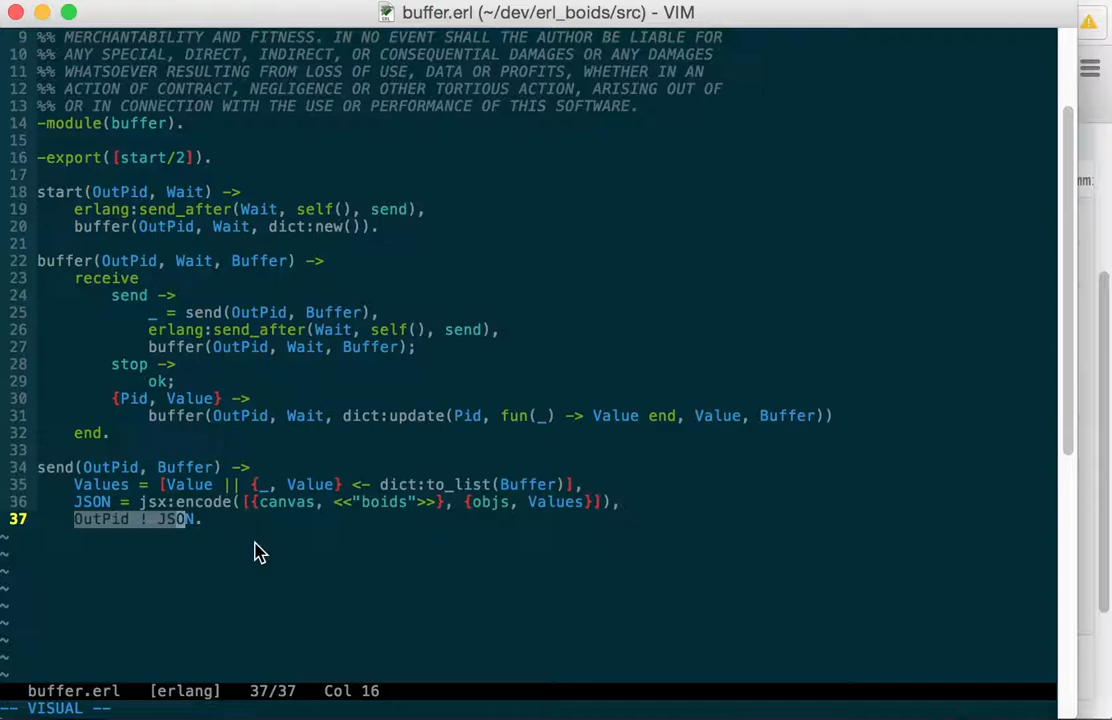 buffer.erl (~/dev/erl_boids/src) - VIM
9 %% MERCHANTABILITY AND FITNESS. IN NO EVENT SHALL THE AUTHOR BE LIABLE FOR
10 %% ANY SPECIAL, DIRECT, INDIRECT, OR CONSEQUENTIAL DAMAGES OR ANY DAMAGES
11 %% WHATSOEVER RESULTING FROM LOSS OF USE, DATA OR PROFITS, WHETHER IN AN
12 %% ACTION OF CONTRACT, NEGLIGENCE OR OTHER TORTIOUS ACTION, ARISING OUT OF
13 %% OR IN CONNECTION WITH THE USE OR PERFORMANCE OF THIS SOFTWARE.
14 -module(buffer).
15
16 -export([start/2]).
17
18 start(OutPid, Wait) ->
19     erlang:send_after(Wait, self(), send),
20     buffer(OutPid, Wait, dict:new()).
21
22 buffer(OutPid, Wait, Buffer) ->
23     receive
24         send ->
25             _ = send(OutPid, Buffer),
26             erlang:send_after(Wait, self(), send),
27             buffer(OutPid, Wait, Buffer);
28         stop ->
29             ok;
30         {Pid, Value} ->
31             buffer(OutPid, Wait, dict:update(Pid, fun(_) -> Value end, Value, Buffer))
32     end.
33
34 send(OutPid, Buffer) ->
35     Values = [Value || {_, Value} <- dict:to_list(Buffer)],
36     JSON = jsx:encode([{canvas, <<"boids">>}, {objs, Values}]),
37     OutPid ! JSON.
~
~
~
~
~
~
~
~
~
buffer.erl [erlang] 37/37 Col 16
-- VISUAL --